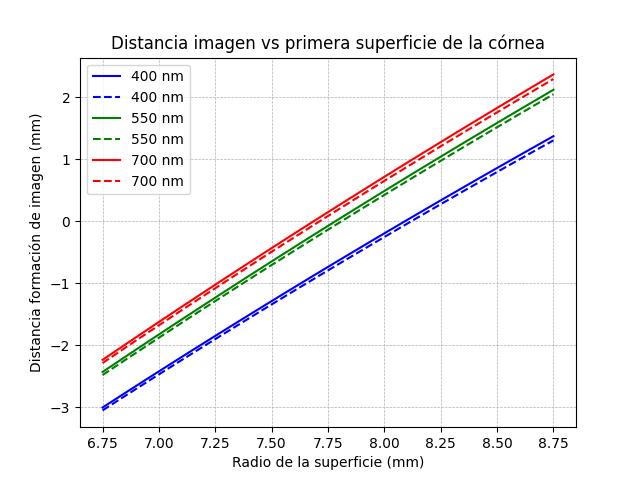 Distancia imagen vs primera superficie de la córnea
400 nm
400 nm
550 nm
550 nm
700 nm
700 nm
Distancia formación de imagen (mm)
2
1
0
−1
−2
−3
6.75 7.00 7.25 7.50 7.75 8.00 8.25 8.50 8.75
Radio de la superficie (mm)